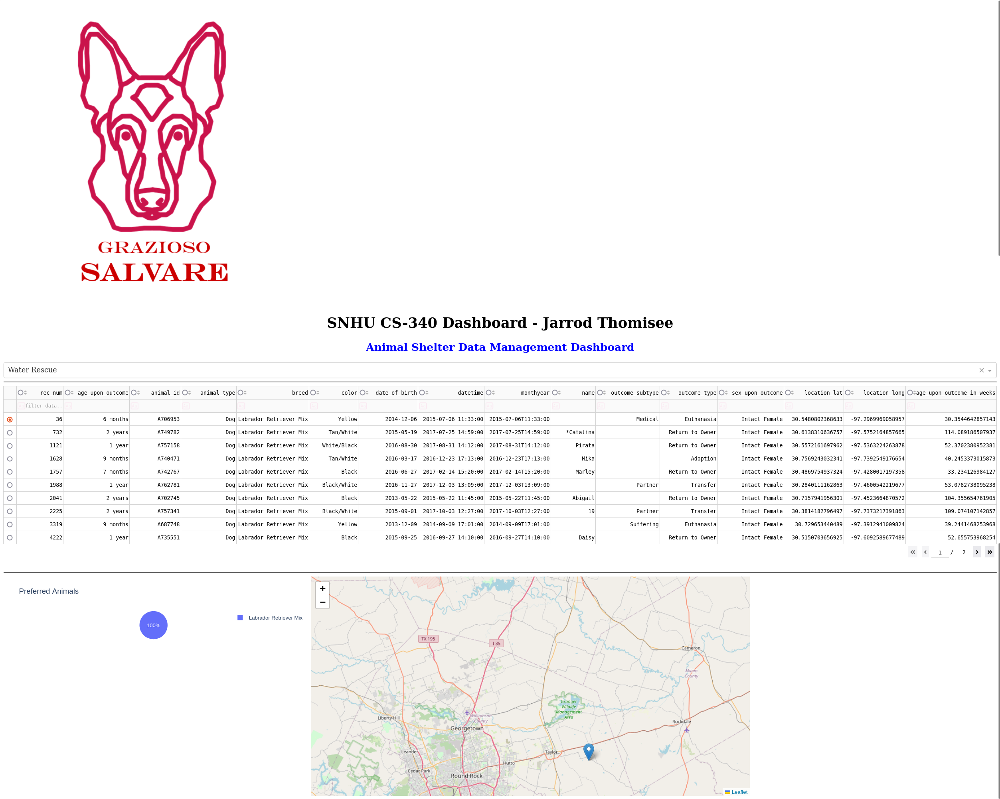 GRAZIOSO
SALVARE
SNHU CS-340 Dashboard - Jarrod Thomisee
Animal Shelter Data Management Dashboard
Water Rescue
rec_num age_upon_outcome animal_id animal_type breed color date_of_birth datetime monthyear name outcome_subtype outcome_type sex_upon_outcome location_lat location_long age_upon_outcome_in_weeks
Aa filter data.. Aa Aa Aa Aa Aa Aa Aa Aa Aa Aa Aa Aa Aa Aa Aa
36 6 months A706953 Dog Labrador Retriever Mix Yellow 2014-12-06 2015-07-06 11:33:00 2015-07-06T11:33:00 Medical Euthanasia Intact Female 30.5480802368633 -97.2969969058957 30.3544642857143
732 2 years A749782 Dog Labrador Retriever Mix Tan/White 2015-05-19 2017-07-25 14:59:00 2017-07-25T14:59:00 *Catalina Return to Owner Intact Female 30.6138310636757 -97.5752164857665 114.089186507937
1121 1 year A757158 Dog Labrador Retriever Mix White/Black 2016-08-30 2017-08-31 14:12:00 2017-08-31T14:12:00 Pirata Return to Owner Intact Female 30.5572161697962 -97.5363224263878 52.3702380952381
1628 9 months A740471 Dog Labrador Retriever Mix Tan/White 2016-03-17 2016-12-23 17:13:00 2016-12-23T17:13:00 Mika Adoption Intact Female 30.7569243032341 -97.7392549176654 40.2453373015873
1757 7 months A742767 Dog Labrador Retriever Mix Black 2016-06-27 2017-02-14 15:20:00 2017-02-14T15:20:00 Marley Return to Owner Intact Female 30.4869754937324 -97.4280017197358 33.234126984127
1988 1 year A762781 Dog Labrador Retriever Mix Black/White 2016-11-27 2017-12-03 13:09:00 2017-12-03T13:09:00 Partner Transfer Intact Female 30.2840111162863 -97.4600542219677 53.0782738095238
2041 2 years A702745 Dog Labrador Retriever Mix Black 2013-05-22 2015-05-22 11:45:00 2015-05-22T11:45:00 Abigail Return to Owner Intact Female 30.7157941956301 -97.4523664870572 104.355654761905
2225 2 years A757341 Dog Labrador Retriever Mix Black/White 2015-09-01 2017-10-03 12:27:00 2017-10-03T12:27:00 19 Partner Transfer Intact Female 30.3814182796497 -97.7373217391863 109.074107142857
3319 9 months A687748 Dog Labrador Retriever Mix Yellow 2013-12-09 2014-09-09 17:01:00 2014-09-09T17:01:00 Suffering Euthanasia Intact Female 30.729653440489 -97.3912941009824 39.2441468253968
4222 1 year A735551 Dog Labrador Retriever Mix Black 2015-09-25 2016-09-27 14:10:00 2016-09-27T14:10:00 Daisy Return to Owner Intact Female 30.5150703656925 -97.6092589677489 52.655753968254
1 / 2
Preferred Animals
100%
Labrador Retriever Mix
+
−
TX 195
I 35
Cameron
Milam
County
Granger
Wildlife
Management
Area
Williamson
County
Liberty Hill
Georgetown
Rockdale
Leander
Taylor
Hutto
Cedar Park
Round Rock
Leaflet